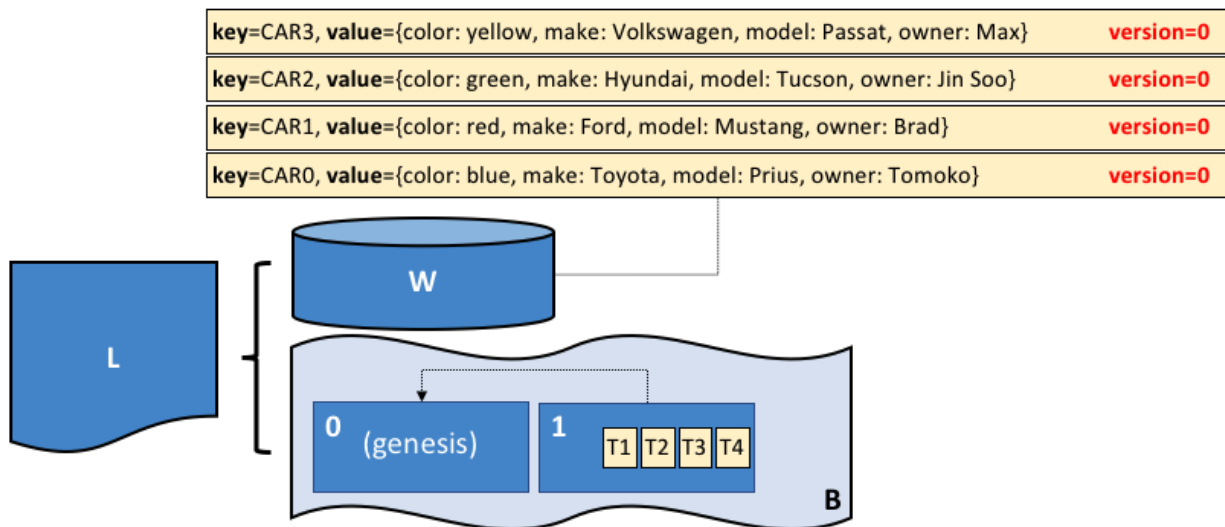 key=CAR3, value={color: yellow, make: Volkswagen, model: Passat, owner: Max} version=0
key=CAR2, value={color: green, make: Hyundai, model: Tucson, owner: Jin Soo} version=0
key=CAR1, value={color: red, make: Ford, model: Mustang, owner: Brad} version=0
key=CAR0, value={color: blue, make: Toyota, model: Prius, owner: Tomoko} version=0
W
L
0
(genesis)
1
T1 T2 T3 T4
B